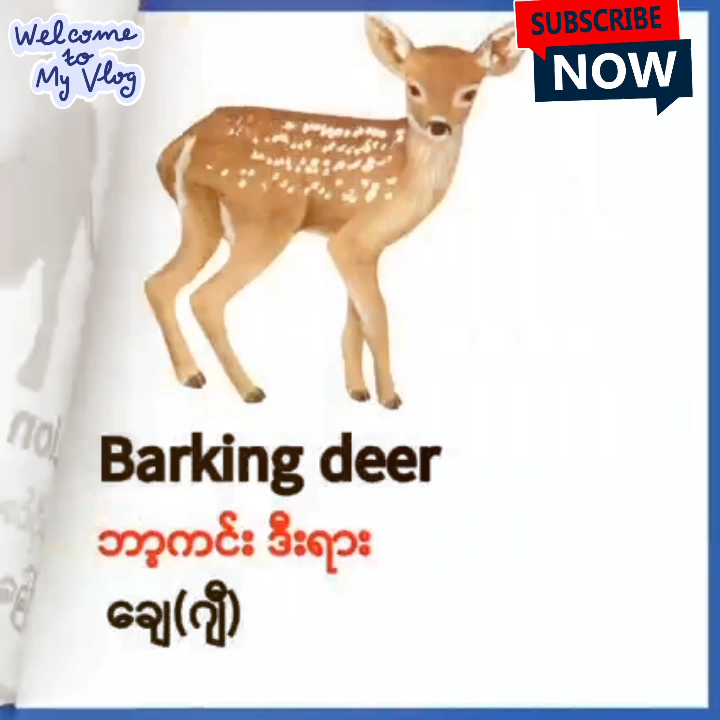 Welcome
to
My Vlog
SUBSCRIBE
NOW
Barking deer
ဘာ့ကင်း ဒီးရား
ချေ(ဂျီ)